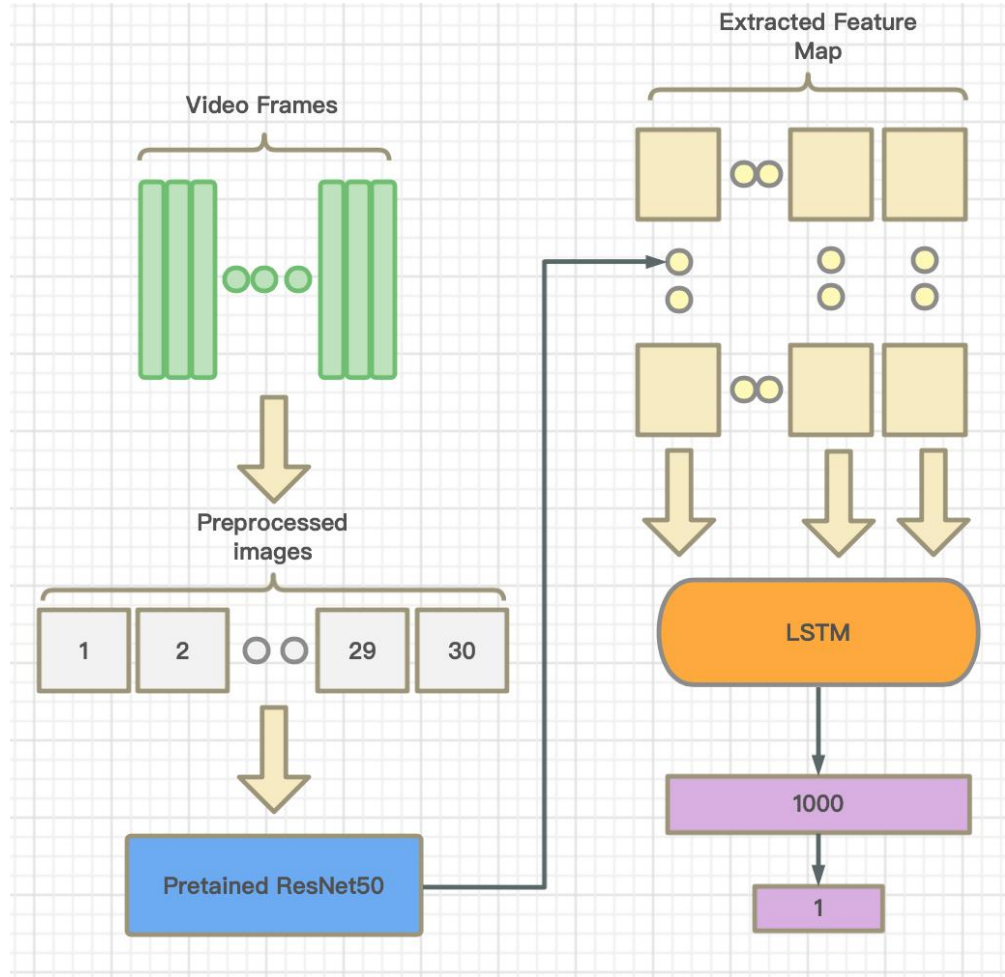 Video Frames
Preprocessed
images
1
2
29
30
Pretained ResNet50
Extracted Feature
Map
LSTM
1000
1